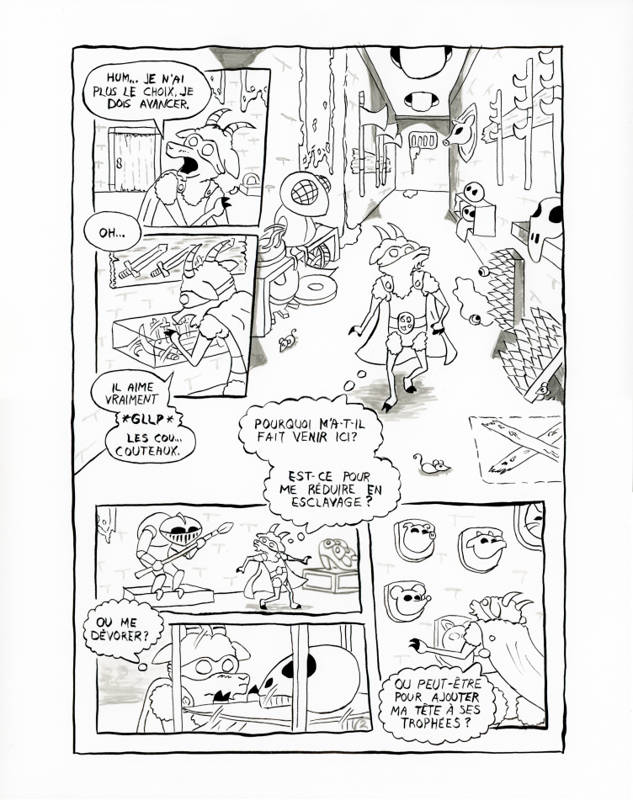 HUM... JE N'AI
PLUS LE CHOIX, JE
DOIS AVANCER.
OH...
IL AIME
VRAIMENT
*GLLP*
LES COU...
COUTEAUX.
POURQUOI M'A-T-IL
FAIT VENIR ICI?
EST-CE POUR
ME RÉDUIRE EN
ESCLAVAGE?
OU ME
DÉVORER?
OU PEUT-ÊTRE
POUR AJOUTER
MA TÊTE À SES
TROPHÉES?